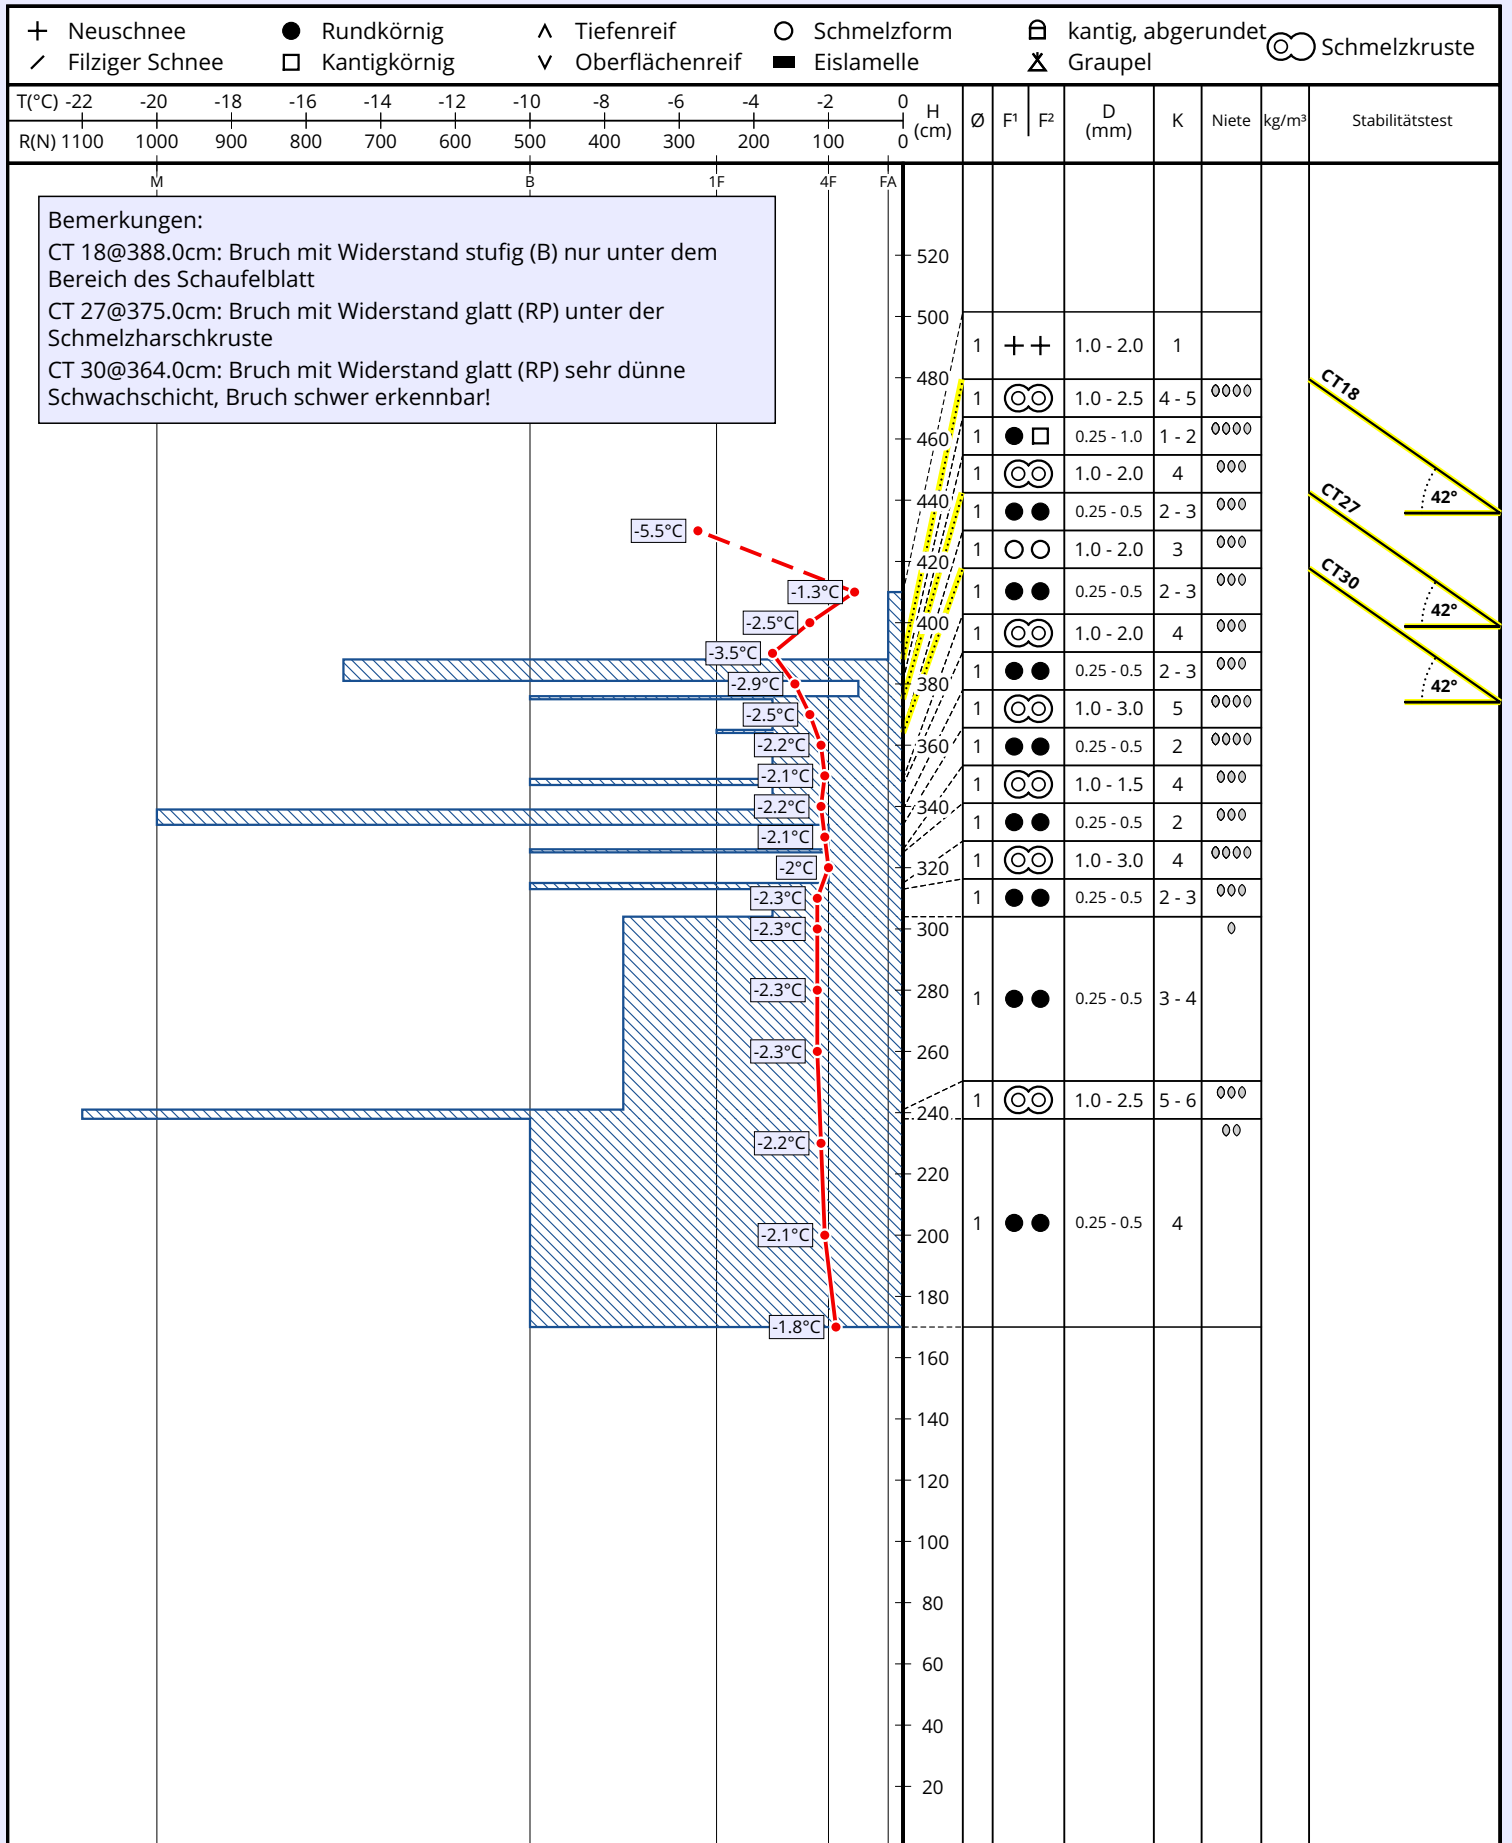 Neuschnee Rundkörnig Tiefenreif Schmelzform kantig, abgerundet Schmelzkruste
Filziger Schnee Kantigkörnig Oberflächenreif Eislamelle Graupel
T(°C) -22 -20 -18 -16 -14 -12 -10 -8 -6 -4 -2 0
R(N) 1100 1000 900 800 700 600 500 400 300 200 100 0
H (cm) Ø F¹ F² D (mm) K Niete kg/m³ Stabilitätstest
M B 1F 4F FA
Bemerkungen:
CT 18@388.0cm: Bruch mit Widerstand stufig (B) nur unter dem
Bereich des Schaufelblatt
CT 27@375.0cm: Bruch mit Widerstand glatt (RP) unter der
Schmelzharschkruste
CT 30@364.0cm: Bruch mit Widerstand glatt (RP) sehr dünne
Schwachschicht, Bruch schwer erkennbar!
-5.5°C
-1.3°C
-2.5°C
-3.5°C
-2.9°C
-2.5°C
-2.2°C
-2.1°C
-2.2°C
-2.1°C
-2°C
-2.3°C
-2.3°C
-2.3°C
-2.3°C
-2.2°C
-2.1°C
-1.8°C
520
500
480
460
440
420
400
380
360
340
320
300
280
260
240
220
200
180
160
140
120
100
80
60
40
20
1 1.0 - 2.0 1
1 1.0 - 2.5 4 - 5
1 0.25 - 1.0 1 - 2
1 1.0 - 2.0 4
1 0.25 - 0.5 2 - 3
1 1.0 - 2.0 3
1 0.25 - 0.5 2 - 3
1 1.0 - 2.0 4
1 0.25 - 0.5 2 - 3
1 1.0 - 3.0 5
1 0.25 - 0.5 2
1 1.0 - 1.5 4
1 0.25 - 0.5 2
1 1.0 - 3.0 4
1 0.25 - 0.5 2 - 3
1 0.25 - 0.5 3 - 4
1 1.0 - 2.5 5 - 6
1 0.25 - 0.5 4
CT18
42°
CT27
42°
CT30
42°